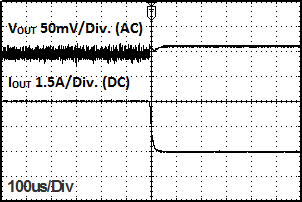 VOUT 50mV/Div. (AC)
IOUT 1.5A/Div. (DC)
100us/Div